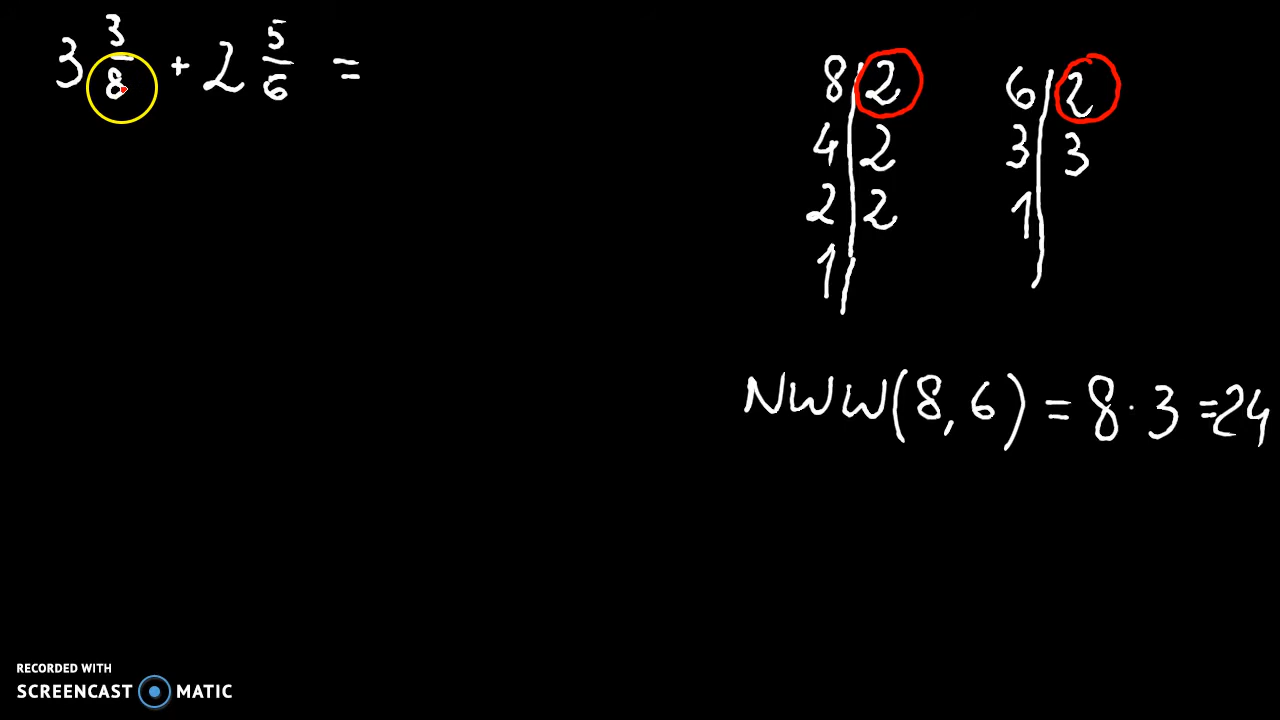 3 3/8 + 2 5/6 =
8 | 2
4 | 2
2 | 2
1 |
6 | 2
3 | 3
1 |
NWW(8, 6) = 8 · 3 = 24
RECORDED WITH
SCREENCAST MATIC